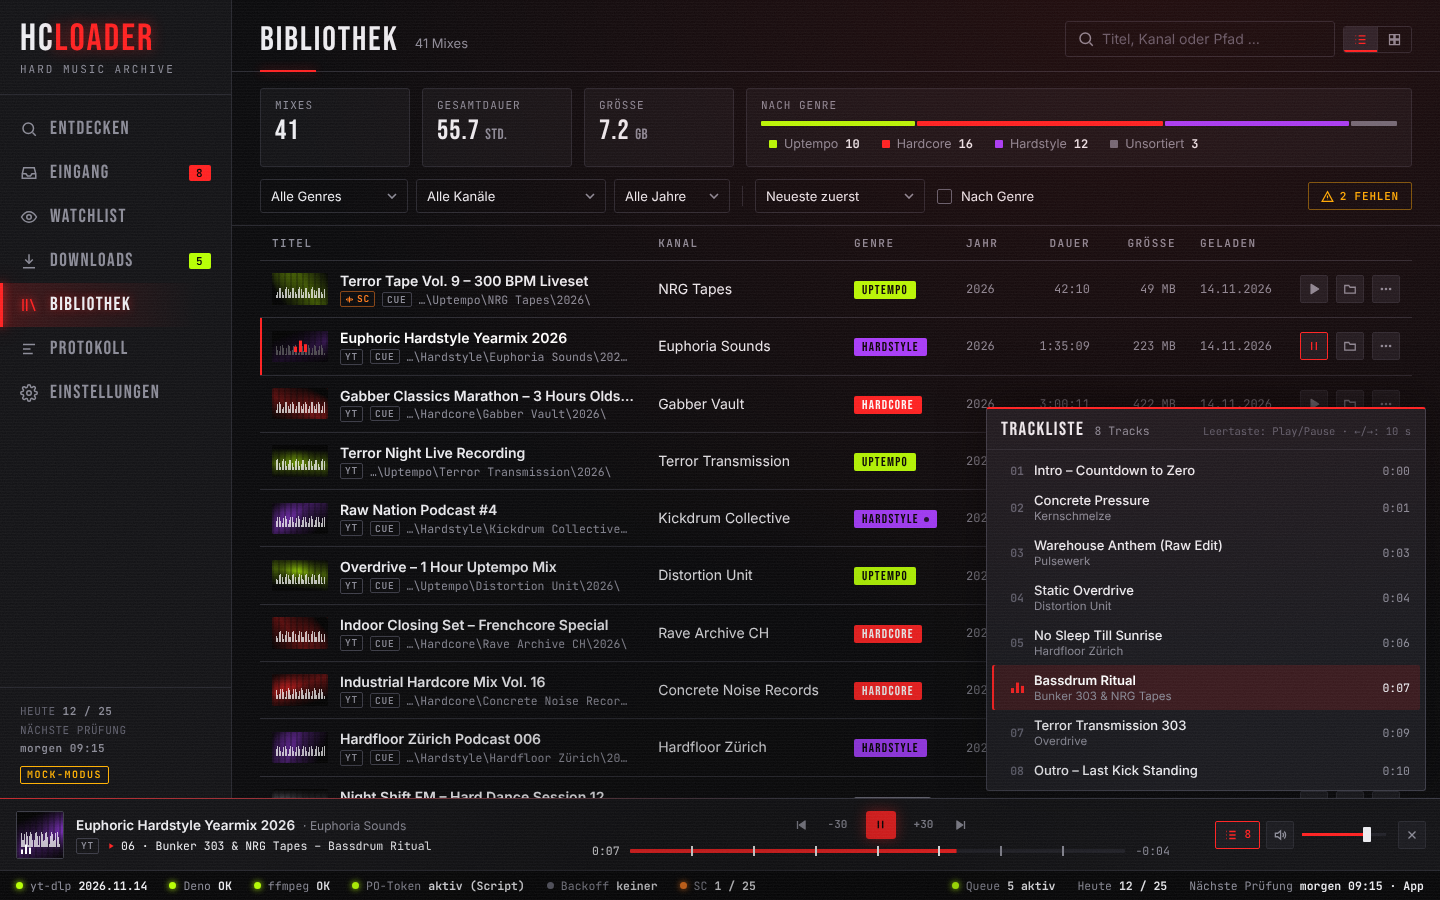 HCLOADER
HARD MUSIC ARCHIVE
ENTDECKEN
EINGANG 8
WATCHLIST
DOWNLOADS 5
BIBLIOTHEK
PROTOKOLL
EINSTELLUNGEN
HEUTE 12 / 25
NÄCHSTE PRÜFUNG
morgen 09:15
MOCK-MODUS
BIBLIOTHEK 41 Mixes
Titel, Kanal oder Pfad ...
MIXES
41
GESAMTDAUER
55.7 STD.
GRÖSSE
7.2 GB
NACH GENRE
Uptempo 10 Hardcore 16 Hardstyle 12 Unsortiert 3
Alle Genres Alle Kanäle Alle Jahre Neueste zuerst Nach Genre 2 FEHLEN
TITEL KANAL GENRE JAHR DAUER GRÖSSE GELADEN
Terror Tape Vol. 9 – 300 BPM Liveset
SC CUE …\Uptempo\NRG Tapes\2026\
NRG Tapes UPTEMPO 2026 42:10 49 MB 14.11.2026
Euphoric Hardstyle Yearmix 2026
YT CUE …\Hardstyle\Euphoria Sounds\202…
Euphoria Sounds HARDSTYLE 2026 1:35:09 223 MB 14.11.2026
Gabber Classics Marathon – 3 Hours Olds…
YT CUE …\Hardcore\Gabber Vault\2026\
Gabber Vault HARDCORE 2026 3:00:11 422 MB 14.11.2026
Terror Night Live Recording
YT …\Uptempo\Terror Transmission\2026\
Terror Transmission UPTEMPO 202
Raw Nation Podcast #4
YT CUE …\Hardstyle\Kickdrum Collective…
Kickdrum Collective HARDSTYLE 202
Overdrive – 1 Hour Uptempo Mix
YT CUE …\Uptempo\Distortion Unit\2026\
Distortion Unit UPTEMPO 202
Indoor Closing Set – Frenchcore Special
YT CUE …\Hardcore\Rave Archive CH\2026\
Rave Archive CH HARDCORE 202
Industrial Hardcore Mix Vol. 16
YT CUE …\Hardcore\Concrete Noise Recor…
Concrete Noise Records HARDCORE 202
Hardfloor Zürich Podcast 006
YT CUE …\Hardstyle\Hardfloor Zürich\20…
Hardfloor Zürich HARDSTYLE 202
Night Shift FM – Hard Dance Session 12
TRACKLISTE 8 Tracks Leertaste: Play/Pause · ←/→: 10 s
01 Intro – Countdown to Zero 0:00
02 Concrete Pressure 0:01
Kernschmelze
03 Warehouse Anthem (Raw Edit) 0:03
Pulsewerk
04 Static Overdrive 0:04
Distortion Unit
05 No Sleep Till Sunrise 0:06
Hardfloor Zürich
Bassdrum Ritual 0:07
Bunker 303 & NRG Tapes
07 Terror Transmission 303 0:09
Overdrive
08 Outro – Last Kick Standing 0:10
Euphoric Hardstyle Yearmix 2026 · Euphoria Sounds
YT 06 · Bunker 303 & NRG Tapes – Bassdrum Ritual
-30 +30
0:07 -0:04
8
yt-dlp 2026.11.14 Deno OK ffmpeg OK PO-Token aktiv (Script) Backoff keiner SC 1 / 25 Queue 5 aktiv Heute 12 / 25 Nächste Prüfung morgen 09:15 · App